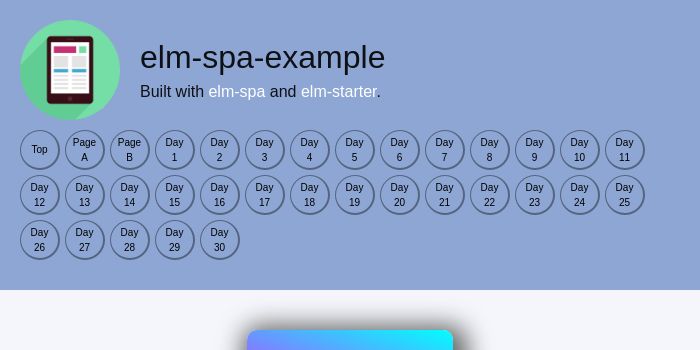 elm-spa-example
Built with elm-spa and elm-starter.
Top
Page
A
Page
B
Day
1
Day
2
Day
3
Day
4
Day
5
Day
6
Day
7
Day
8
Day
9
Day
10
Day
11
Day
12
Day
13
Day
14
Day
15
Day
16
Day
17
Day
18
Day
19
Day
20
Day
21
Day
22
Day
23
Day
24
Day
25
Day
26
Day
27
Day
28
Day
29
Day
30